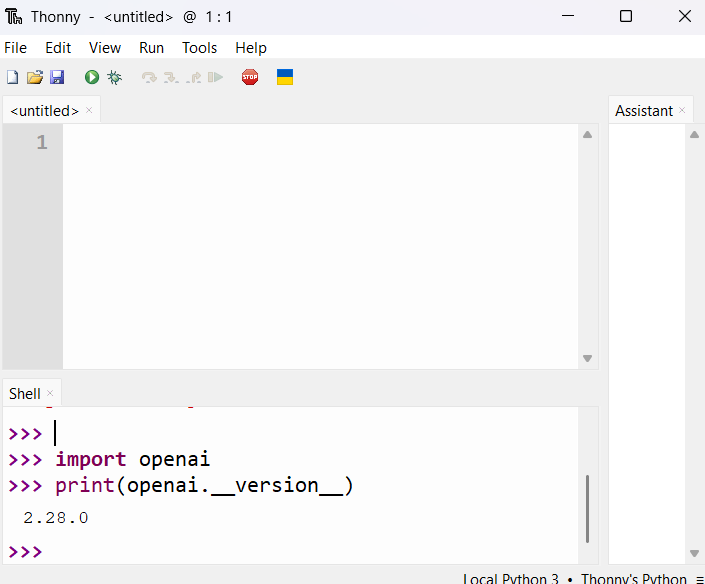 Thonny - <untitled> @ 1:1
File Edit View Run Tools Help
STOP
<untitled> ×
Assistant ×
1
Shell ×
>>>
>>> import openai
>>> print(openai.__version__)
2.28.0
>>>
Local Python 3 • Thonny's Python ≡